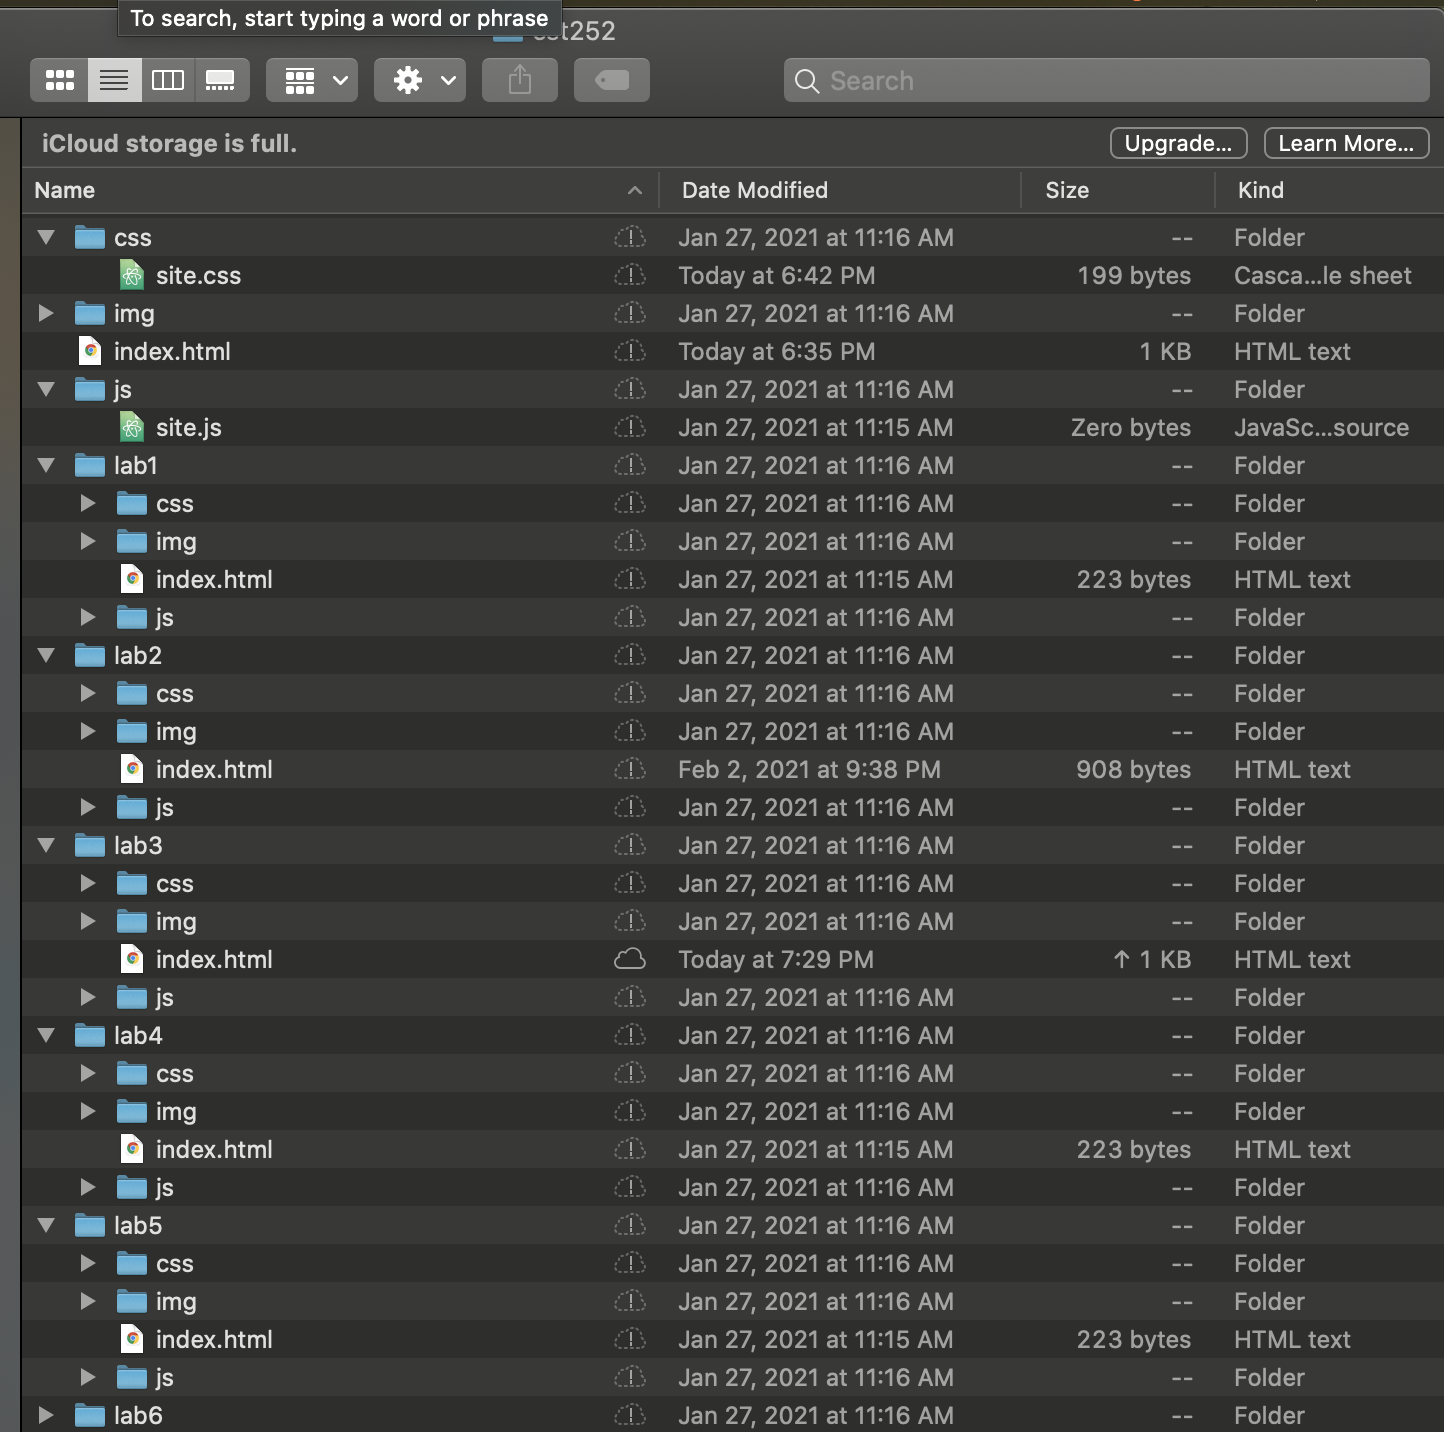 To search, start typing a word or phrase
cst252
Search
iCloud storage is full. Upgrade... Learn More...
Name Date Modified Size Kind
css Jan 27, 2021 at 11:16 AM -- Folder
site.css Today at 6:42 PM 199 bytes Casca...le sheet
img Jan 27, 2021 at 11:16 AM -- Folder
index.html Today at 6:35 PM 1 KB HTML text
js Jan 27, 2021 at 11:16 AM -- Folder
site.js Jan 27, 2021 at 11:15 AM Zero bytes JavaSc...source
lab1 Jan 27, 2021 at 11:16 AM -- Folder
css Jan 27, 2021 at 11:16 AM -- Folder
img Jan 27, 2021 at 11:16 AM -- Folder
index.html Jan 27, 2021 at 11:15 AM 223 bytes HTML text
js Jan 27, 2021 at 11:16 AM -- Folder
lab2 Jan 27, 2021 at 11:16 AM -- Folder
css Jan 27, 2021 at 11:16 AM -- Folder
img Jan 27, 2021 at 11:16 AM -- Folder
index.html Feb 2, 2021 at 9:38 PM 908 bytes HTML text
js Jan 27, 2021 at 11:16 AM -- Folder
lab3 Jan 27, 2021 at 11:16 AM -- Folder
css Jan 27, 2021 at 11:16 AM -- Folder
img Jan 27, 2021 at 11:16 AM -- Folder
index.html Today at 7:29 PM ↑ 1 KB HTML text
js Jan 27, 2021 at 11:16 AM -- Folder
lab4 Jan 27, 2021 at 11:16 AM -- Folder
css Jan 27, 2021 at 11:16 AM -- Folder
img Jan 27, 2021 at 11:16 AM -- Folder
index.html Jan 27, 2021 at 11:15 AM 223 bytes HTML text
js Jan 27, 2021 at 11:16 AM -- Folder
lab5 Jan 27, 2021 at 11:16 AM -- Folder
css Jan 27, 2021 at 11:16 AM -- Folder
img Jan 27, 2021 at 11:16 AM -- Folder
index.html Jan 27, 2021 at 11:15 AM 223 bytes HTML text
js Jan 27, 2021 at 11:16 AM -- Folder
lab6 Jan 27, 2021 at 11:16 AM -- Folder